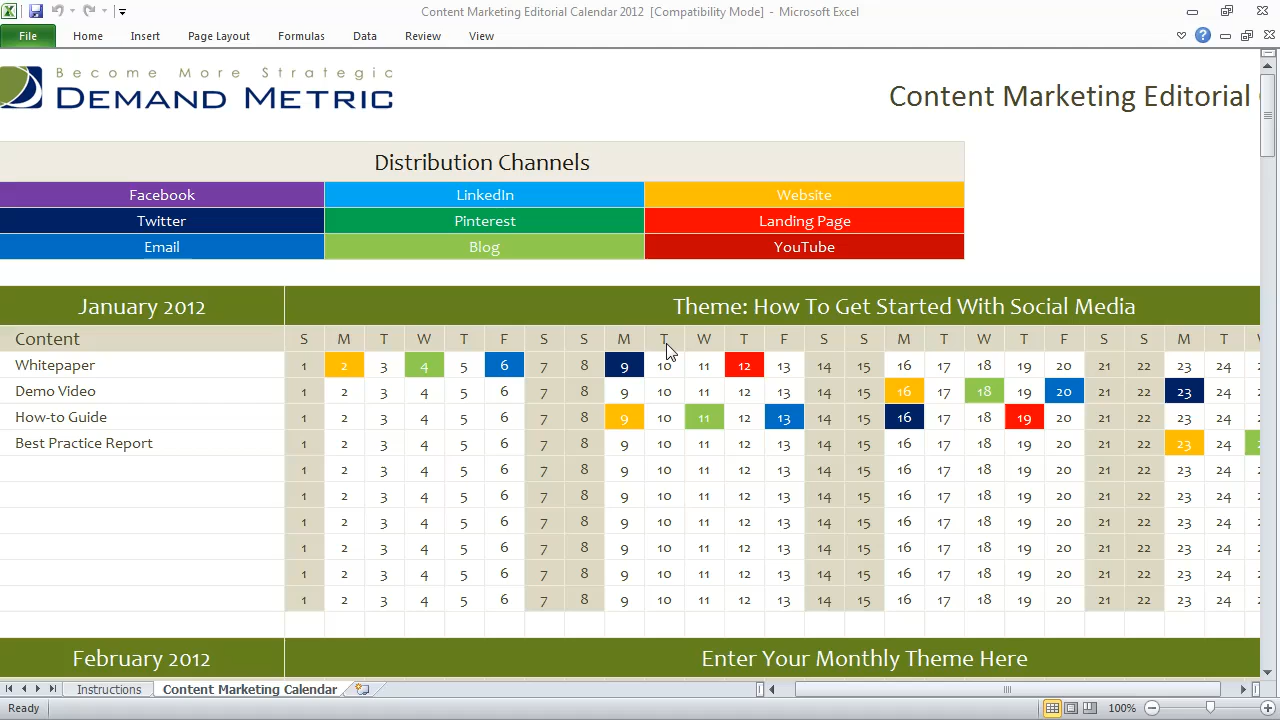 Content Marketing Editorial Calendar 2012 [Compatibility Mode] - Microsoft Excel
File Home Insert Page Layout Formulas Data Review View
Become More Strategic
DEMAND METRIC
Content Marketing Editorial
Distribution Channels
Facebook LinkedIn Website
Twitter Pinterest Landing Page
Email Blog YouTube
January 2012 Theme: How To Get Started With Social Media
Content S M T W T F S S M T W T F S S M T W T F S S M T
Whitepaper 1 2 3 4 5 6 7 8 9 10 11 12 13 14 15 16 17 18 19 20 21 22 23 24
Demo Video 1 2 3 4 5 6 7 8 9 10 11 12 13 14 15 16 17 18 19 20 21 22 23 24
How-to Guide 1 2 3 4 5 6 7 8 9 10 11 12 13 14 15 16 17 18 19 20 21 22 23 24
Best Practice Report 1 2 3 4 5 6 7 8 9 10 11 12 13 14 15 16 17 18 19 20 21 22 23 24
1 2 3 4 5 6 7 8 9 10 11 12 13 14 15 16 17 18 19 20 21 22 23 24
1 2 3 4 5 6 7 8 9 10 11 12 13 14 15 16 17 18 19 20 21 22 23 24
1 2 3 4 5 6 7 8 9 10 11 12 13 14 15 16 17 18 19 20 21 22 23 24
1 2 3 4 5 6 7 8 9 10 11 12 13 14 15 16 17 18 19 20 21 22 23 24
1 2 3 4 5 6 7 8 9 10 11 12 13 14 15 16 17 18 19 20 21 22 23 24
1 2 3 4 5 6 7 8 9 10 11 12 13 14 15 16 17 18 19 20 21 22 23 24
February 2012 Enter Your Monthly Theme Here
Instructions Content Marketing Calendar
Ready 100%